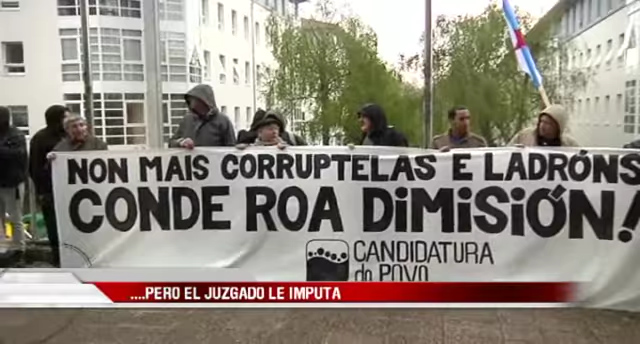 NON MAIS CORRUPTELAS E LADRÓNS
CONDE ROA DiMiSiÓN!
CANDIDATURA
do POVO
....PERO EL JUZGADO LE IMPUTA